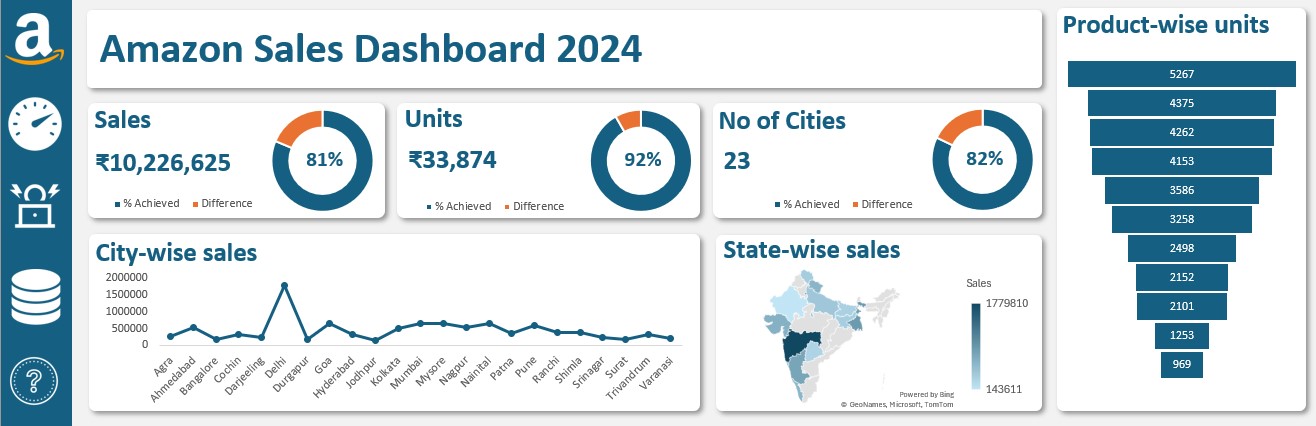 a
Amazon Sales Dashboard 2024
Sales
₹10,226,625
81%
% Achieved
Difference
Units
₹33,874
92%
% Achieved
Difference
No of Cities
23
82%
% Achieved
Difference
City-wise sales
2000000
1500000
1000000
500000
0
Agra
Ahmedabad
Bangalore
Cochin
Darjeeling
Delhi
Durgapur
Goa
Hyderabad
Jodhpur
Kolkata
Mumbai
Mysore
Nagpur
Nainital
Patna
Pune
Ranchi
Shimla
Srinagar
Surat
Trivandrum
Varanasi
State-wise sales
Sales
1779810
143611
Powered by Bing
© GeoNames, Microsoft, TomTom
Product-wise units
5267
4375
4262
4153
3586
3258
2498
2152
2101
1253
969
?